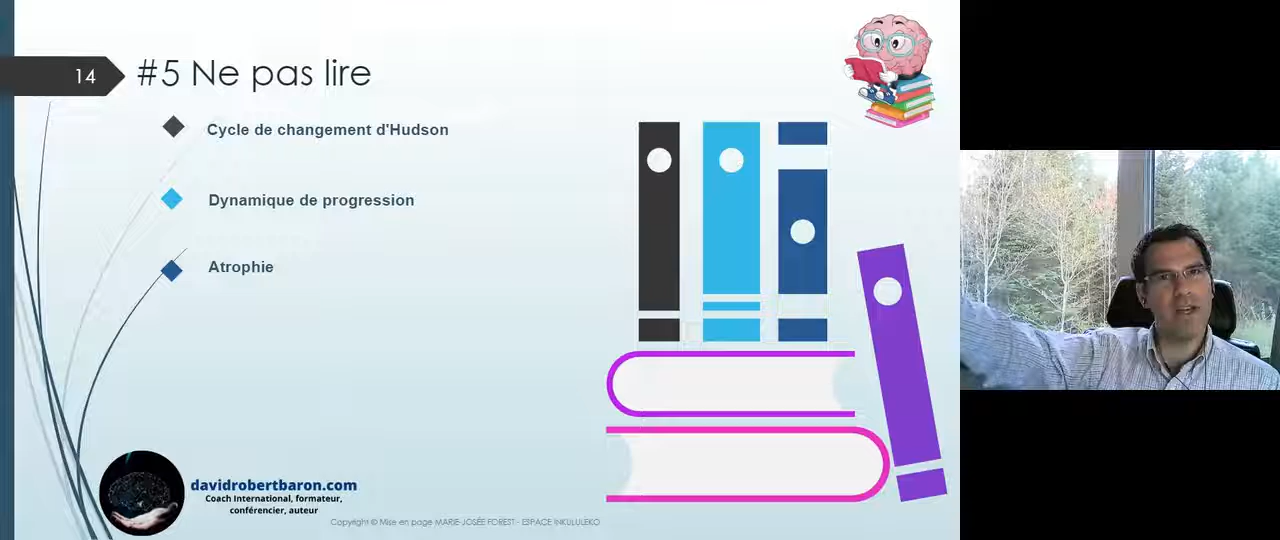 14
#5 Ne pas lire
Cycle de changement d'Hudson
Dynamique de progression
Atrophie
davidrobertbaron.com
Coach International, formateur,
conférencier, auteur
Copyright © Mise en page MARIE-JOSÉE FOREST - ESPACE INKULULEKO